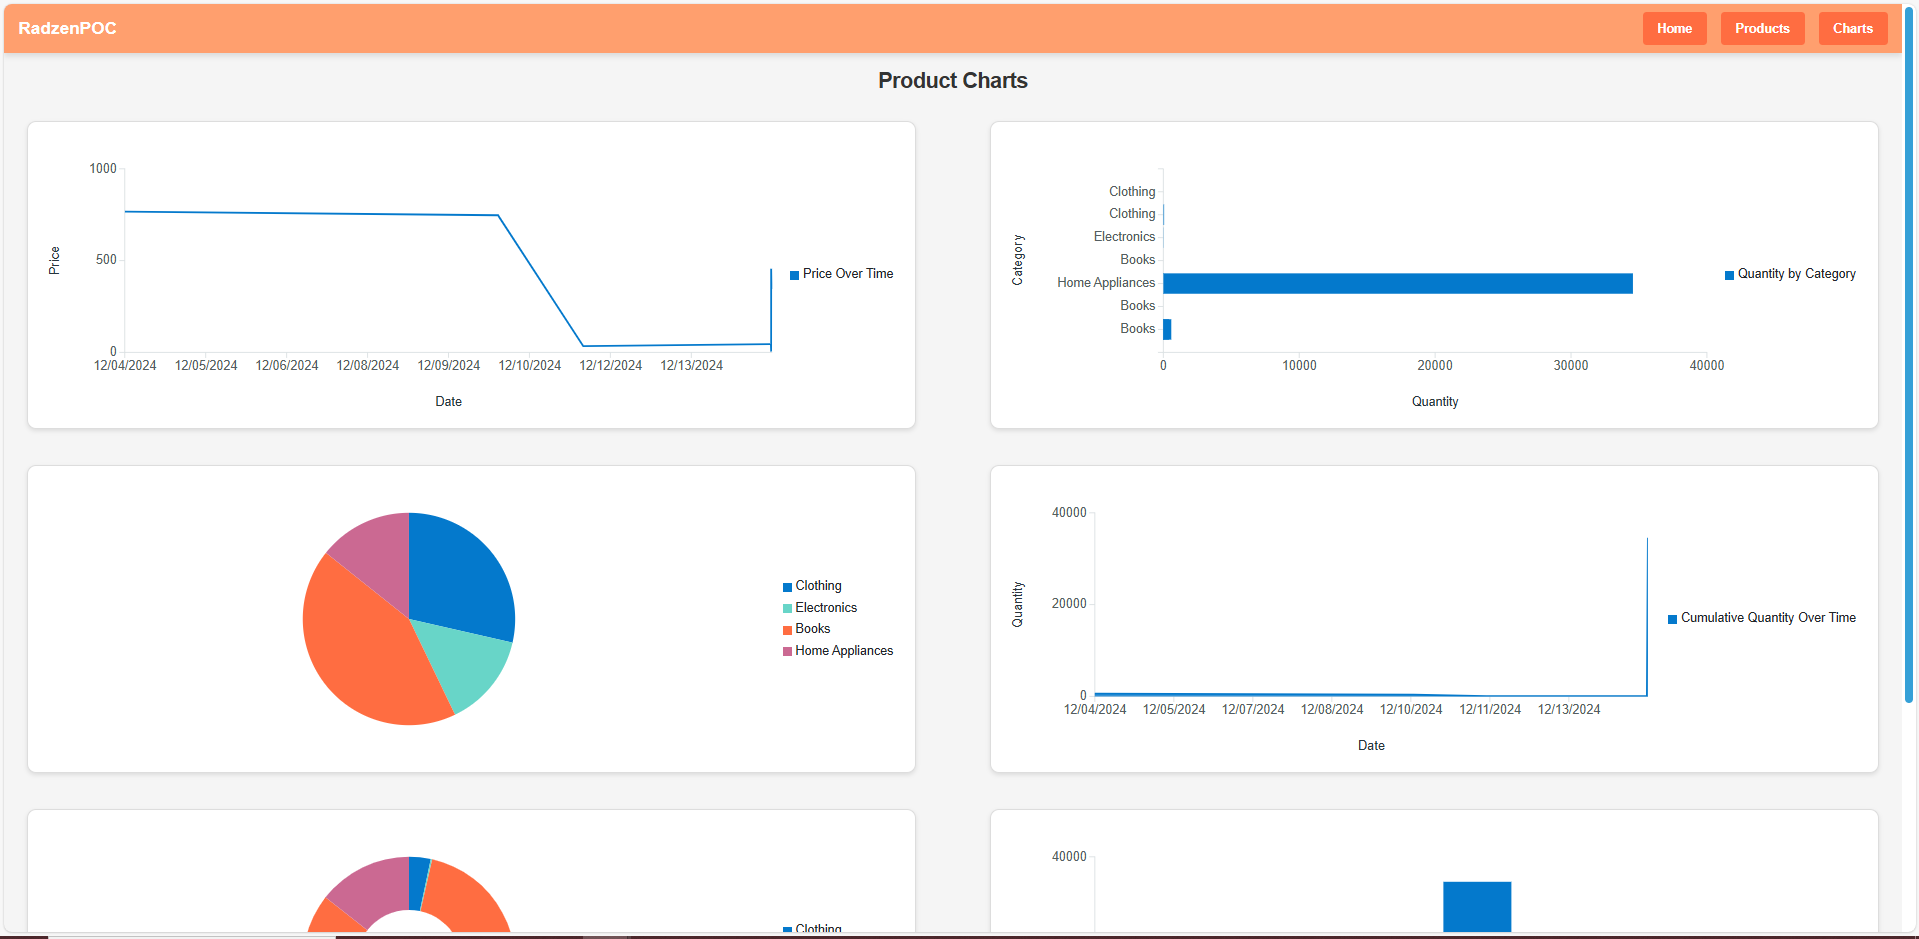 RadzenPOC
Home
Products
Charts
Product Charts
1000
500
0
Price
12/04/2024 12/05/2024 12/06/2024 12/08/2024 12/09/2024 12/10/2024 12/12/2024 12/13/2024
Date
Price Over Time
Clothing
Clothing
Electronics
Books
Home Appliances
Books
Books
Category
0 10000 20000 30000 40000
Quantity
Quantity by Category
Clothing
Electronics
Books
Home Appliances
40000
20000
0
Quantity
12/04/2024 12/05/2024 12/07/2024 12/08/2024 12/10/2024 12/11/2024 12/13/2024
Date
Cumulative Quantity Over Time
Clothing
40000